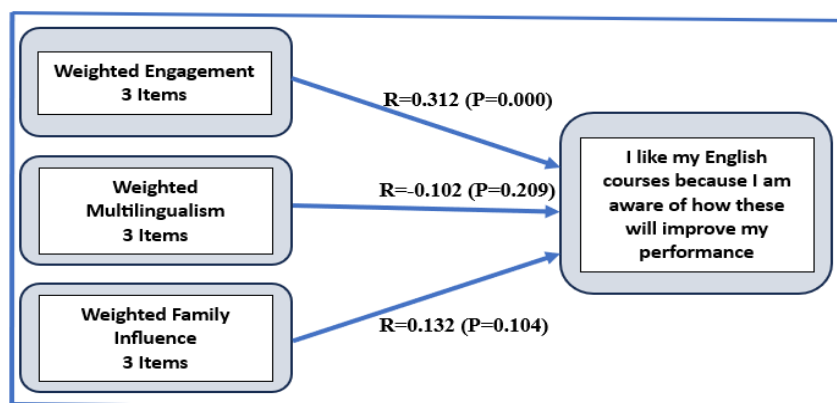 Weighted Engagement
3 Items
R=0.312 (P=0.000)
Weighted
Multilingualism
3 Items
R=-0.102 (P=0.209)
I like my English
courses because I am
aware of how these
will improve my
performance
Weighted Family
Influence
3 Items
R=0.132 (P=0.104)